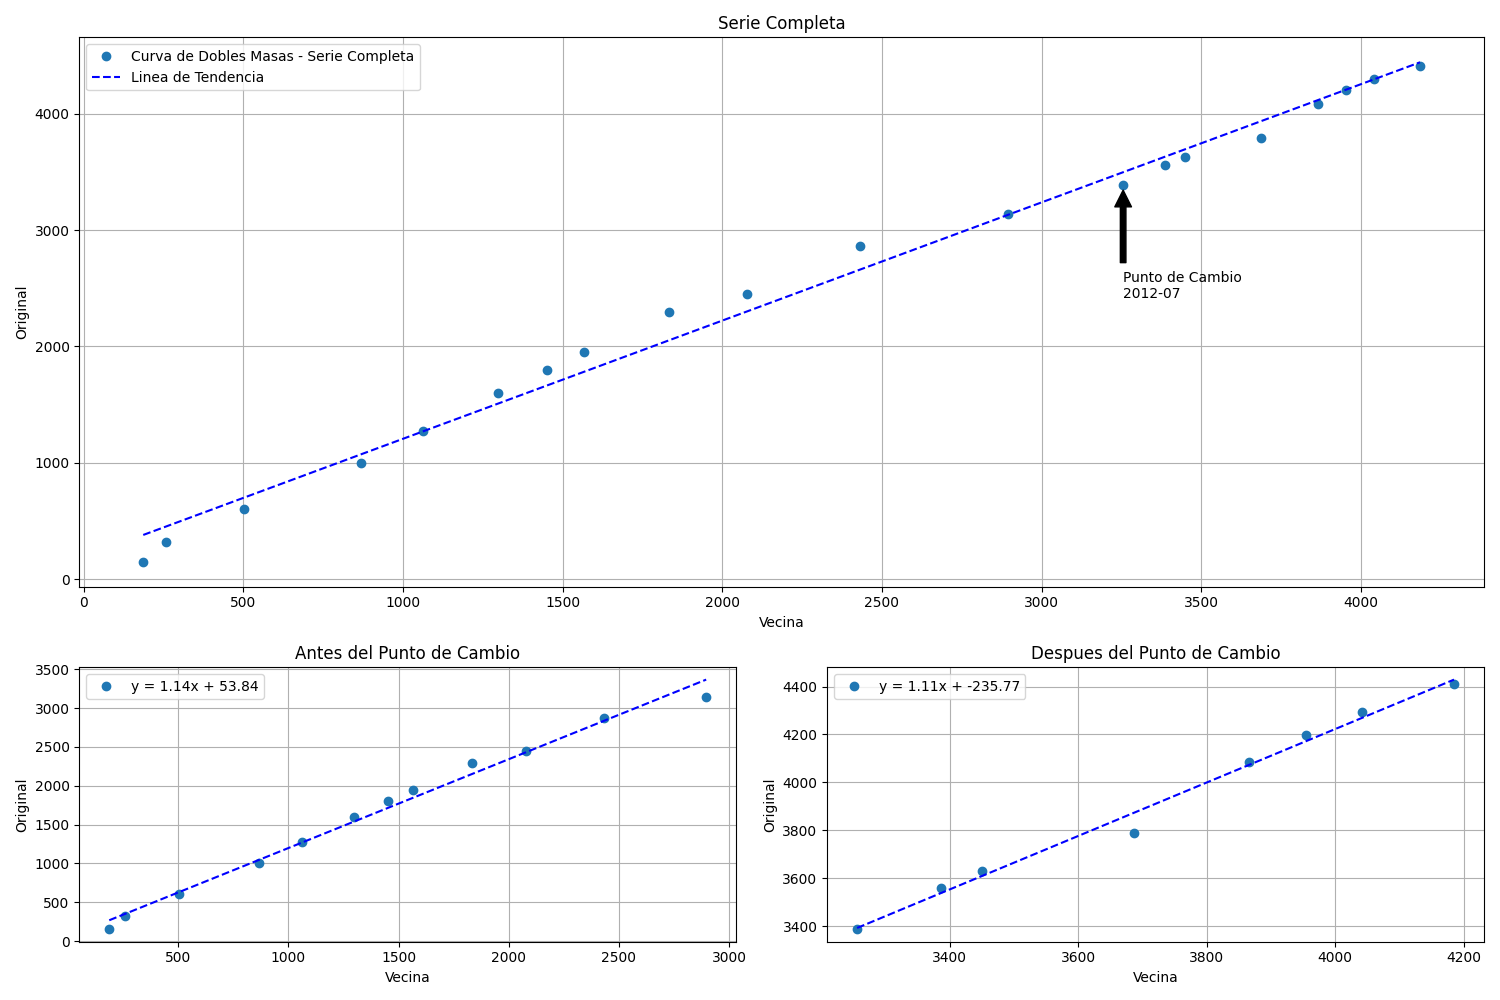 Serie Completa
Curva de Dobles Masas - Serie Completa
Linea de Tendencia
4000
3000
2000
1000
0
Original
Punto de Cambio
2012-07
0 500 1000 1500 2000 2500 3000 3500 4000
Vecina
Antes del Punto de Cambio
y = 1.14x + 53.84
3500
3000
2500
2000
1500
1000
500
0
Original
500 1000 1500 2000 2500 3000
Vecina
Despues del Punto de Cambio
y = 1.11x + -235.77
4400
4200
4000
3800
3600
3400
Original
3400 3600 3800 4000 4200
Vecina